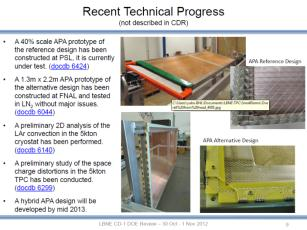 Recent Technical Progress
(not described in CDR)
• A 40% scale APA prototype of
the reference design has been
constructed at PSL, it is currently
under test. (docdb 6424)
• A 1.3m x 2.2m APA prototype of
the alternative design has been
constructed at FNAL and tested
in LN2 without major issues.
(docdb 6044)
• A preliminary 2D analysis of the
LAr convection in the 5kton
cryostat has been performed.
(docdb 6140)
• A preliminary study of the space
charge distortions in the 5kton
TPC has been conducted.
(docdb 6299)
• A hybrid APA design will be
developed by mid 2013.
APA Reference Design
APA Alternative Design
LBNE CD-1 DOE Review – 30 Oct - 1 Nov 2012
9